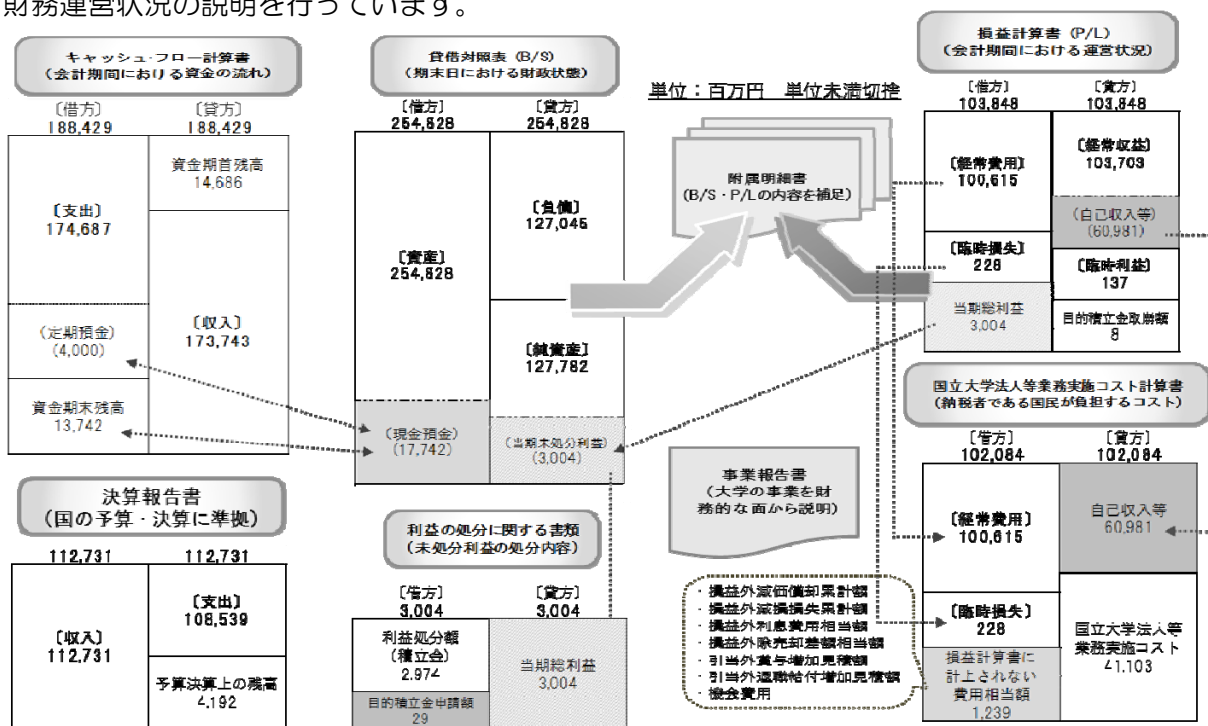 財務運営状況の説明を行っています。
キャッシュ・フロー計算書
（会計期間における資金の流れ）
〔借方〕 〔貸方〕
188,429 188,429
〔支出〕
174,687
（定期預金）
(4,000)
資金期末残高
13,742
資金期首残高
14,686
〔収入〕
173,743
貸借対照表（B/S）
（期末日における財政状態）
〔借方〕 〔貸方〕
254,828 254,828
〔資産〕
254,828
（現金預金）
(17,742)
〔負債〕
127,045
〔純資産〕
127,782
（当期未処分利益）
(3,004)
単位：百万円 単位未満切捨
附属明細書
（B/S・P/Lの内容を補足）
損益計算書（P/L）
（会計期間における運営状況）
〔借方〕 〔貸方〕
103,848 103,848
〔経常費用〕
100,615
〔臨時損失〕
228
当期総利益
3,004
〔経常収益〕
103,703
（自己収入等）
(60,981)
〔臨時利益〕
137
目的積立金取崩額
8
決算報告書
（国の予算・決算に準拠）
112,731 112,731
〔収入〕
112,731
〔支出〕
108,539
予算決算上の残高
4,192
利益の処分に関する書類
（未処分利益の処分内容）
〔借方〕 〔貸方〕
3,004 3,004
利益処分額
（積立金）
2,974
目的積立金申請額
29
当期総利益
3,004
事業報告書
（大学の事業を財
務的な面から説明）
・損益外減価償却累計額
・損益外減損損失累計額
・損益外利息費用相当額
・損益外除売却差額相当額
・引当外賞与増加見積額
・引当外退職給付増加見積額
・機会費用
国立大学法人等業務実施コスト計算書
（納税者である国民が負担するコスト）
〔借方〕 〔貸方〕
102,084 102,084
〔経常費用〕
100,615
〔臨時損失〕
228
損益計算書に
計上されない
費用相当額
1,239
自己収入等
60,981
国立大学法人等
業務実施コスト
41,103